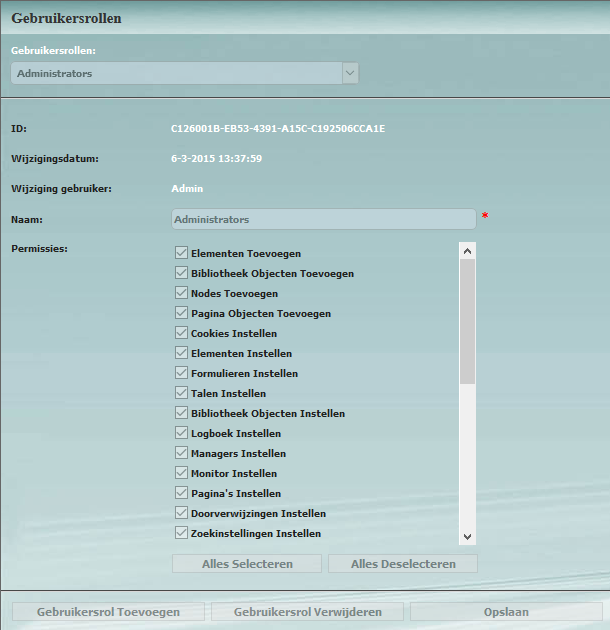 Gebruikersrollen
Gebruikersrollen:
Administrators
ID: C126001B-EB53-4391-A15C-C192506CCA1E
Wijzigingsdatum: 6-3-2015 13:37:59
Wijziging gebruiker: Admin
Naam: Administrators *
Permissies:
Elementen Toevoegen
Bibliotheek Objecten Toevoegen
Nodes Toevoegen
Pagina Objecten Toevoegen
Cookies Instellen
Elementen Instellen
Formulieren Instellen
Talen Instellen
Bibliotheek Objecten Instellen
Logboek Instellen
Managers Instellen
Monitor Instellen
Pagina's Instellen
Doorverwijzingen Instellen
Zoekinstellingen Instellen
Alles Selecteren Alles Deselecteren
Gebruikersrol Toevoegen Gebruikersrol Verwijderen Opslaan